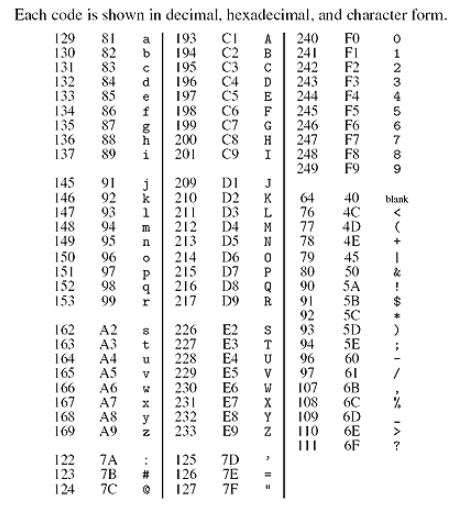 Each code is shown in decimal, hexadecimal, and character form.
129 81 a 193 C1 A 240 F0 0
130 82 b 194 C2 B 241 F1 1
131 83 c 195 C3 C 242 F2 2
132 84 d 196 C4 D 243 F3 3
133 85 e 197 C5 E 244 F4 4
134 86 f 198 C6 F 245 F5 5
135 87 g 199 C7 G 246 F6 6
136 88 h 200 C8 H 247 F7 7
137 89 i 201 C9 I 248 F8 8
249 F9 9
145 91 j 209 D1 J
146 92 k 210 D2 K 64 40 blank
147 93 l 211 D3 L 76 4C <
148 94 m 212 D4 M 77 4D (
149 95 n 213 D5 N 78 4E +
150 96 o 214 D6 O 79 45 |
151 97 p 215 D7 P 80 50 &
152 98 q 216 D8 Q 90 5A !
153 99 r 217 D9 R 91 5B $
92 5C *
162 A2 s 226 E2 S 93 5D )
163 A3 t 227 E3 T 94 5E ;
164 A4 u 228 E4 U 96 60 -
165 A5 v 229 E5 V 97 61 /
166 A6 w 230 E6 W 107 6B ,
167 A7 x 231 E7 X 108 6C %
168 A8 y 232 E8 Y 109 6D _
169 A9 z 233 E9 Z 110 6E >
111 6F ?
122 7A : 125 7D '
123 7B # 126 7E =
124 7C @ 127 7F "